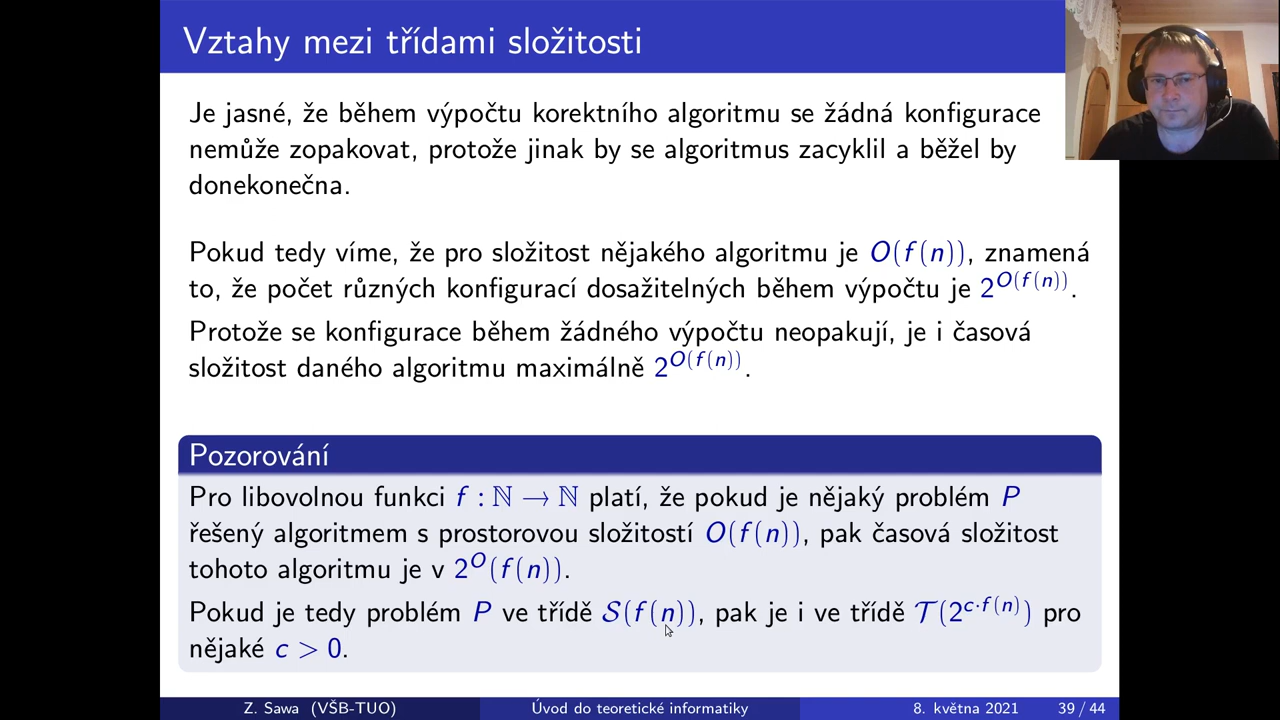 Vztahy mezi třídami složitosti
Je jasné, že během výpočtu korektního algoritmu se žádná konfigurace
nemůže zopakovat, protože jinak by se algoritmus zacyklil a běžel by
donekonečna.
Pokud tedy víme, že pro složitost nějakého algoritmu je O(f(n)), znamená
to, že počet různých konfigurací dosažitelných během výpočtu je 2^{O(f(n))}.
Protože se konfigurace během žádného výpočtu neopakují, je i časová
složitost daného algoritmu maximálně 2^{O(f(n))}.
Pozorování
Pro libovolnou funkci f : ℕ → ℕ platí, že pokud je nějaký problém P
řešený algoritmem s prostorovou složitostí O(f(n)), pak časová složitost
tohoto algoritmu je v 2^O(f(n)).
Pokud je tedy problém P ve třídě 𝒮(f(n)), pak je i ve třídě 𝒯(2^{c·f(n)}) pro
nějaké c > 0.
Z. Sawa (VŠB-TUO) Úvod do teoretické informatiky 8. května 2021 39 / 44